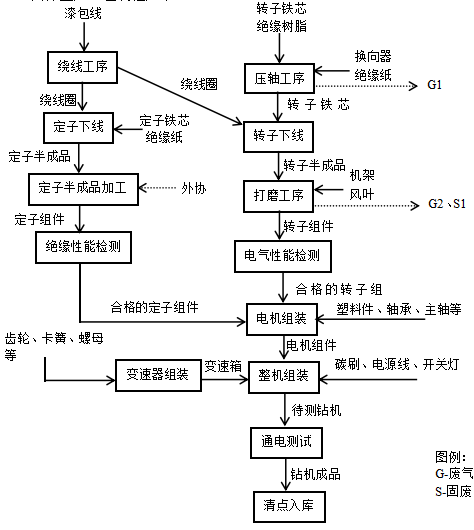 漆包线
转子铁芯
绝缘树脂
绕线工序
压轴工序
换向器
绝缘纸
G1
绕线圈
绕线圈
转子铁芯
定子下线
定子铁芯
绝缘纸
转子下线
定子半成品
转子半成品
定子半成品加工
外协
打磨工序
机架
风叶
G2、S1
定子组件
转子组件
绝缘性能检测
电气性能检测
合格的转子组
合格的定子组件
电机组装
塑料件、轴承、主轴等
齿轮、卡簧、螺母
等
电机组件
变速器组装
变速箱
整机组装
碳刷、电源线、开关灯
待测钻机
通电测试
钻机成品
清点入库
图例:
G-废气
S-固废